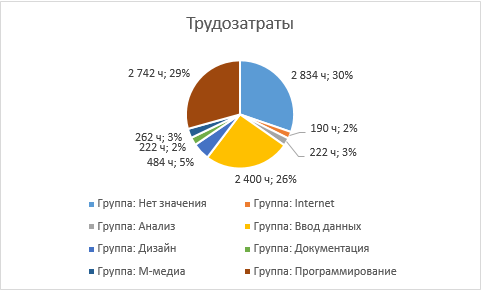 Трудозатраты
2 742 ч; 29%
2 834 ч; 30%
262 ч; 3%
190 ч; 2%
222 ч; 2%
222 ч; 3%
484 ч; 5%
2 400 ч; 26%
Группа: Нет значения
Группа: Internet
Группа: Анализ
Группа: Ввод данных
Группа: Дизайн
Группа: Документация
Группа: М-медиа
Группа: Программирование